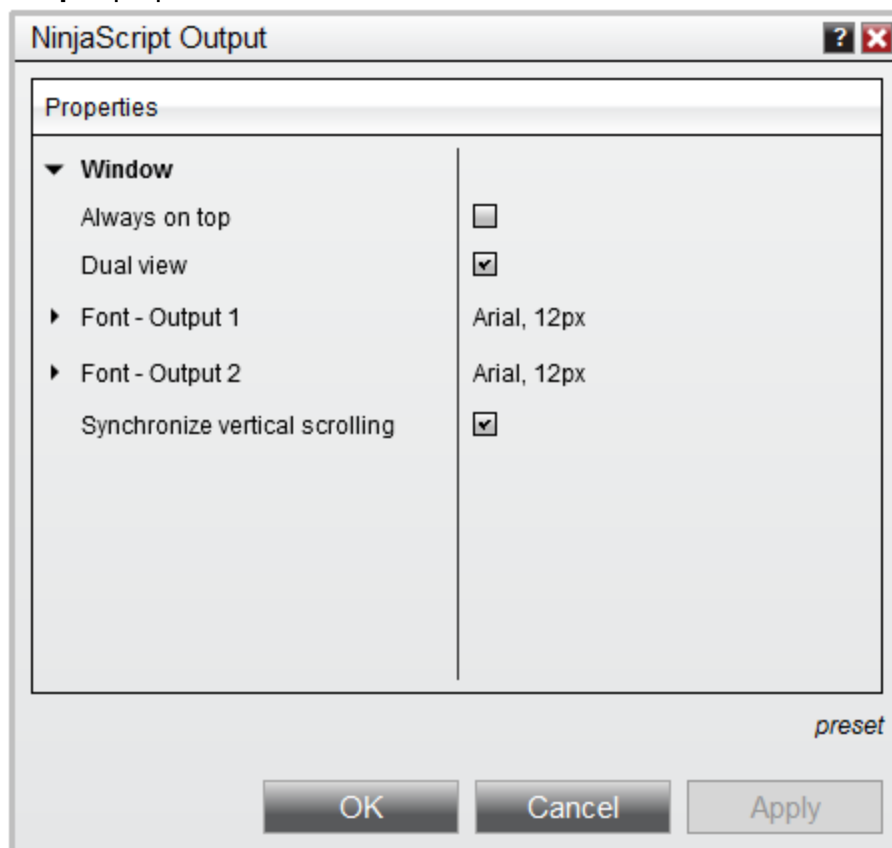 NinjaScript Output
Properties
Window
Always on top
Dual view
Font - Output 1 Arial, 12px
Font - Output 2 Arial, 12px
Synchronize vertical scrolling
preset
OK Cancel Apply